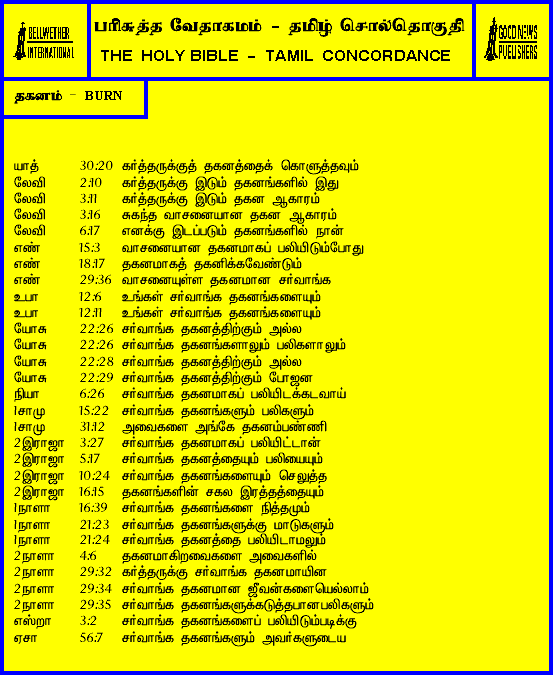 BELLWETHER
INTERNATIONAL
பரிசுத்த வேதாகமம் - தமிழ் சொல்தொகுதி
THE HOLY BIBLE - TAMIL CONCORDANCE
GOOD NEWS
PUBLISHERS
தகனம் - BURN
யாத் 30:20 கர்த்தருக்குத் தகனத்தைக் கொளுத்தவும்
லேவி 2:10 கர்த்தருக்கு இடும் தகனங்களில் இது
லேவி 3:11 கர்த்தருக்கு இடும் தகன ஆகாரம்
லேவி 3:16 சுகந்த வாசனையான தகன ஆகாரம்
லேவி 6:17 எனக்கு இடப்படும் தகனங்களில் நான்
எண் 15:3 வாசனையான தகனமாகப் பலியிடும்போது
எண் 18:17 தகனமாகத் தகனிக்கவேண்டும்
எண் 29:36 வாசனையுள்ள தகனமான சர்வாங்க
உபா 12:6 உங்கள் சர்வாங்க தகனங்களையும்
உபா 12:11 உங்கள் சர்வாங்க தகனங்களையும்
யோசு 22:26 சர்வாங்க தகனத்திற்கும் அல்ல
யோசு 22:26 சர்வாங்க தகனங்களாலும் பலிகளாலும்
யோசு 22:28 சர்வாங்க தகனத்திற்கும் அல்ல
யோசு 22:29 சர்வாங்க தகனத்திற்கும் போஜன
நியா 6:26 சர்வாங்க தகனமாகப் பலியிடக்கடவாய்
1சாமு 15:22 சர்வாங்க தகனங்களும் பலிகளும்
1சாமு 31:12 அவைகளை அங்கே தகனம்பண்ணி
2இராஜா 3:27 சர்வாங்க தகனமாகப் பலியிட்டான்
2இராஜா 5:17 சர்வாங்க தகனத்தையும் பலியையும்
2இராஜா 10:24 சர்வாங்க தகனங்களையும் செலுத்த
2இராஜா 16:15 தகனங்களின் சகல இரத்தத்தையும்
1நாளா 16:39 சர்வாங்க தகனங்களை நித்தமும்
1நாளா 21:23 சர்வாங்க தகனங்களுக்கு மாடுகளும்
1நாளா 21:24 சர்வாங்க தகனத்தை பலியிடாமலும்
2நாளா 4:6 தகனமாகிறவைகளை அவைகளில்
2நாளா 29:32 கர்த்தருக்கு சர்வாங்க தகனமாயின
2நாளா 29:34 சர்வாங்க தகனமான ஜீவன்களையெல்லாம்
2நாளா 29:35 சர்வாங்க தகனங்களுக்கடுத்தபானபலிகளும்
எஸ்றா 3:2 சர்வாங்க தகனங்களைப் பலியிடும்படிக்கு
ஏசா 56:7 சர்வாங்க தகனங்களும் அவர்களுடைய